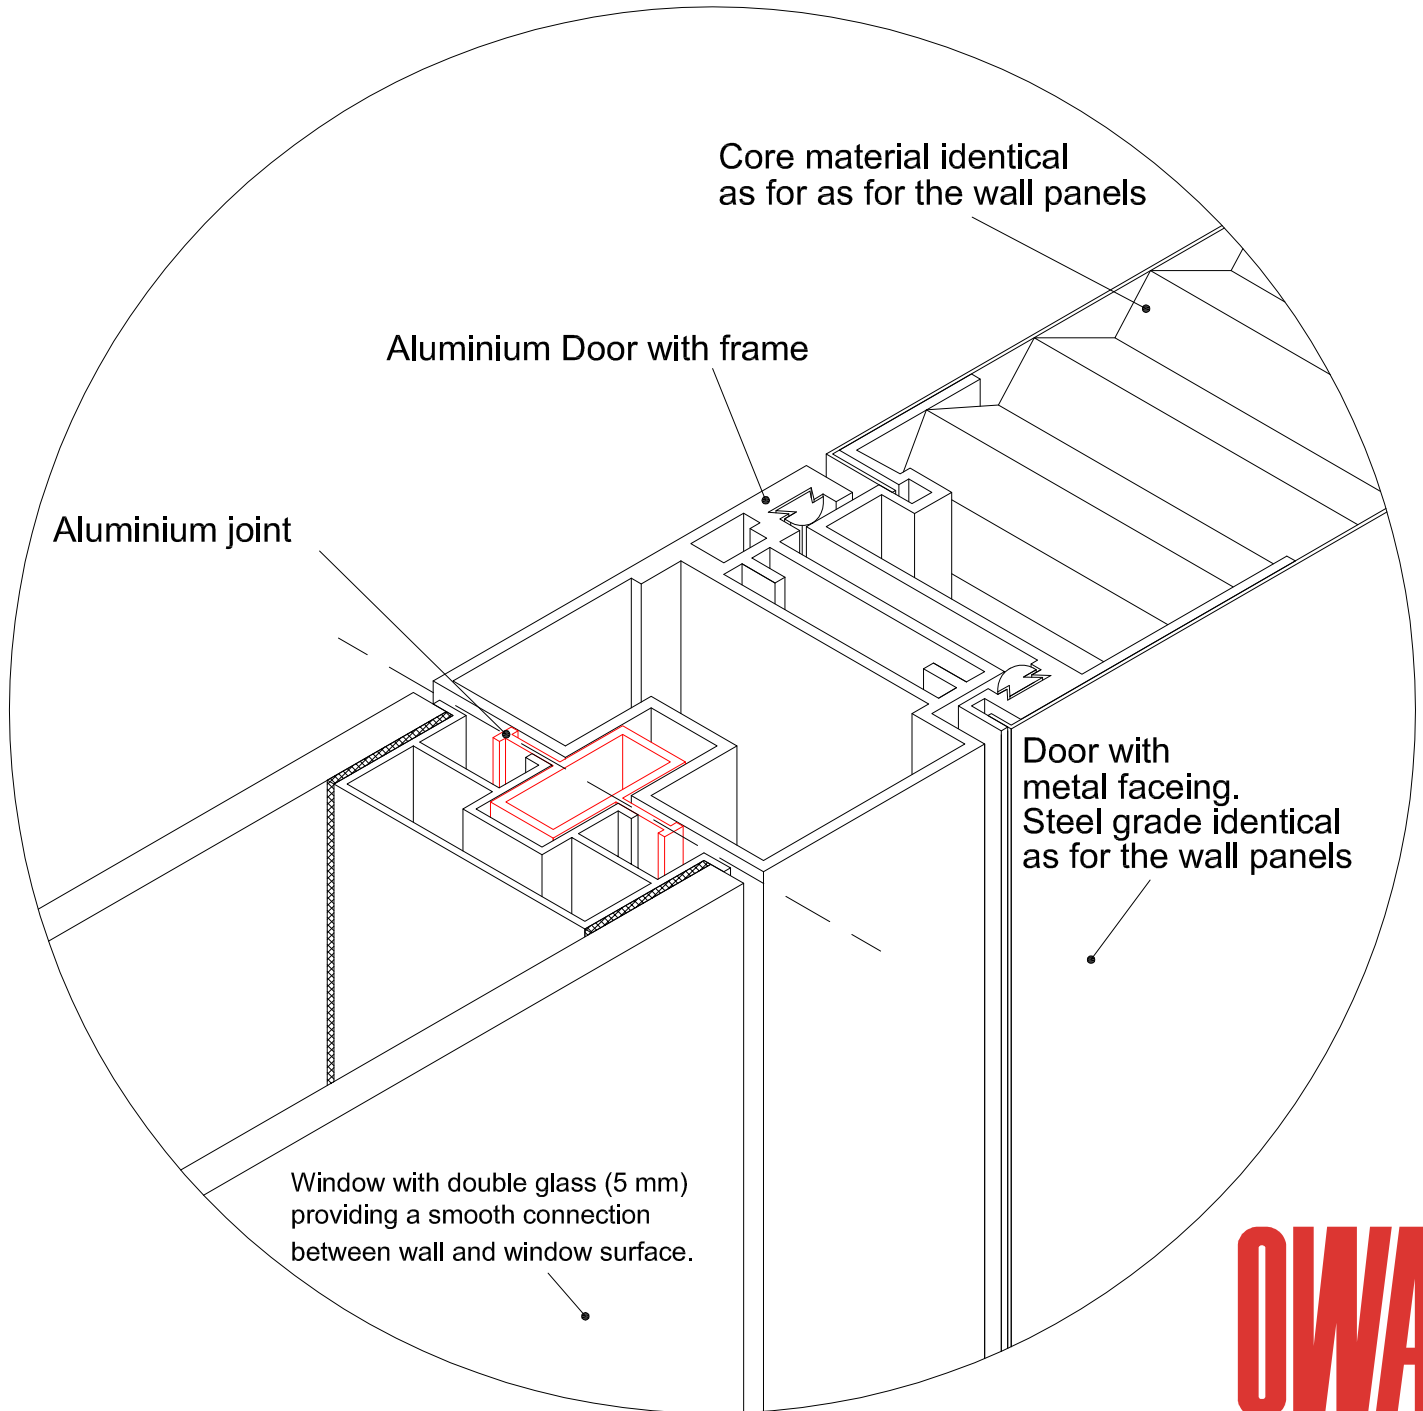 Core material identical
as for as for the wall panels
Aluminium Door with frame
Aluminium joint
Door with
metal faceing.
Steel grade identical
as for the wall panels
Window with double glass (5 mm)
providing a smooth connection
between wall and window surface.
OWA